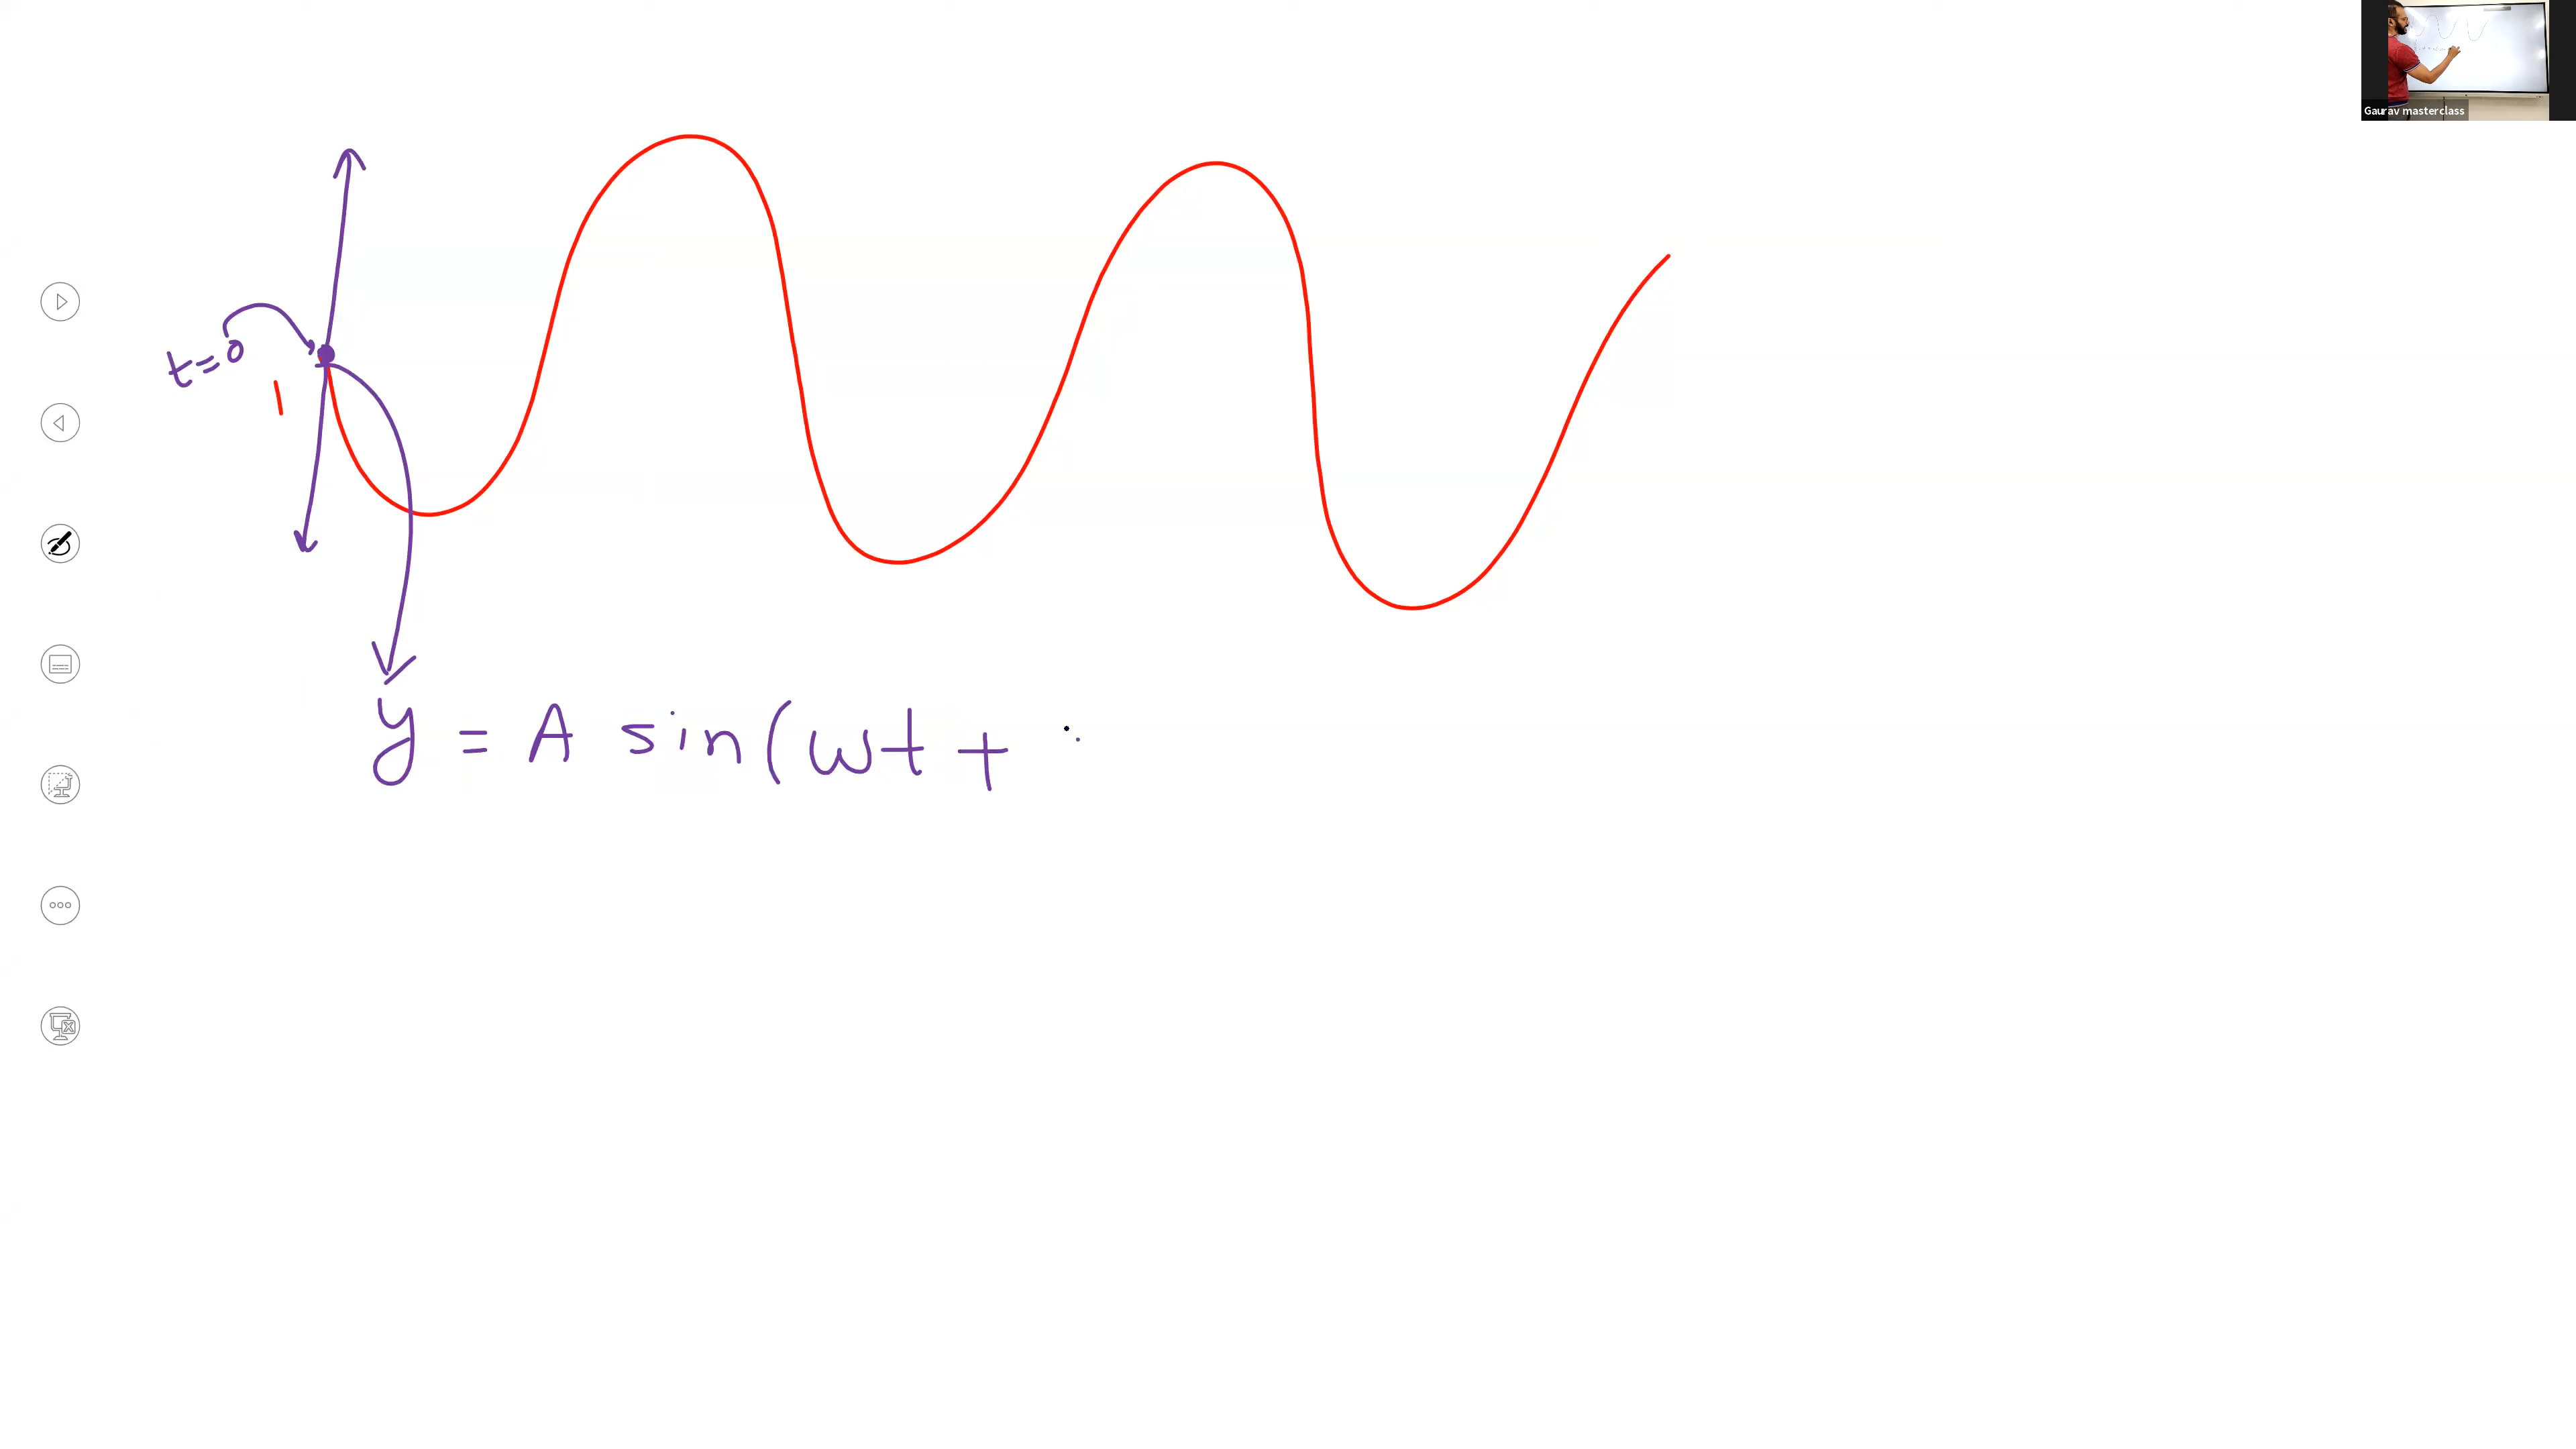 Gaurav masterclass
t=0
y = A sin(ωt +